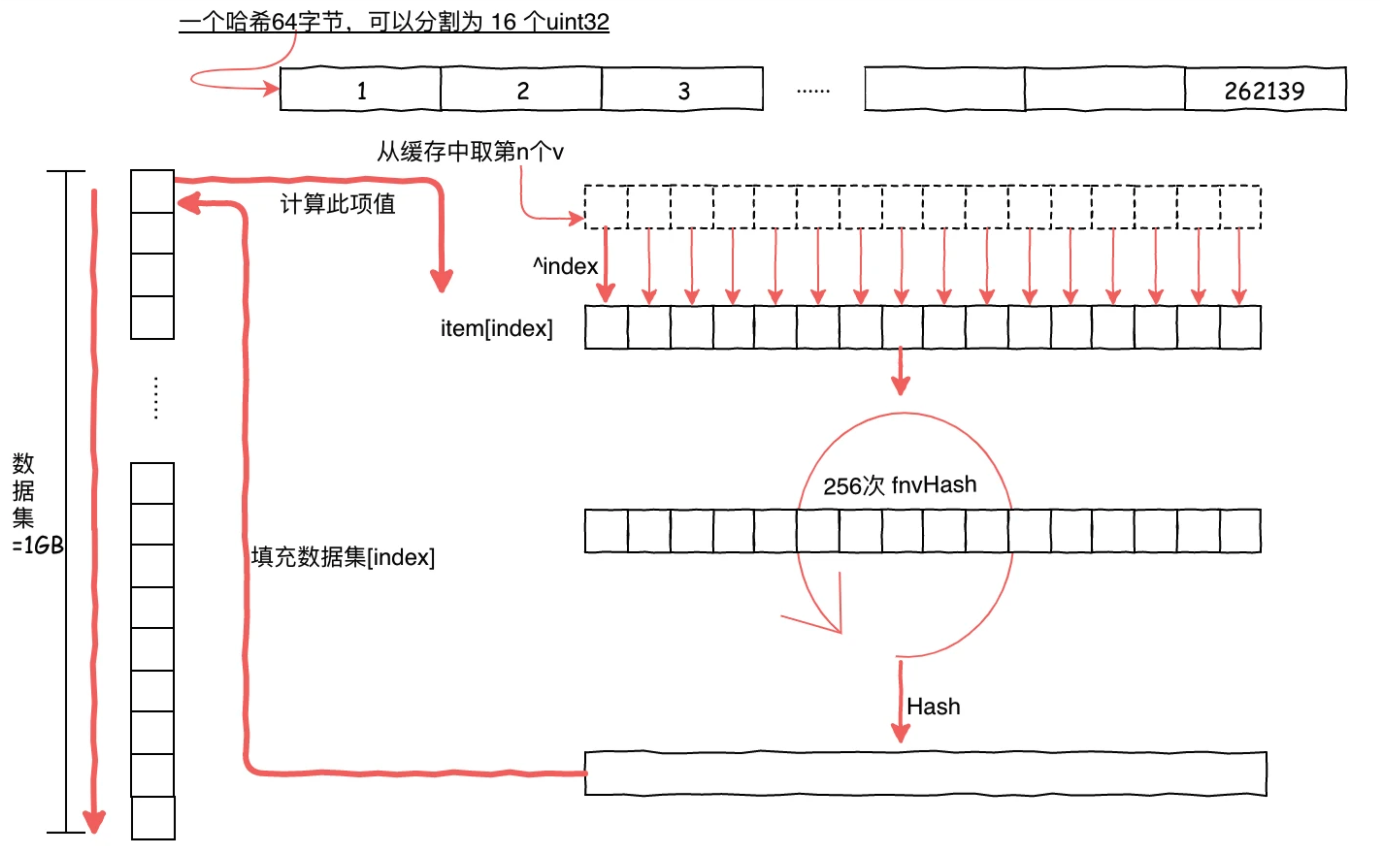 一个哈希64字节，可以分割为 16 个uint32
1 2 3 ...... 262139
从缓存中取第n个v
计算此项值
^index
item[index]
......
256次 fnvHash
数据集
=1GB
填充数据集[index]
Hash